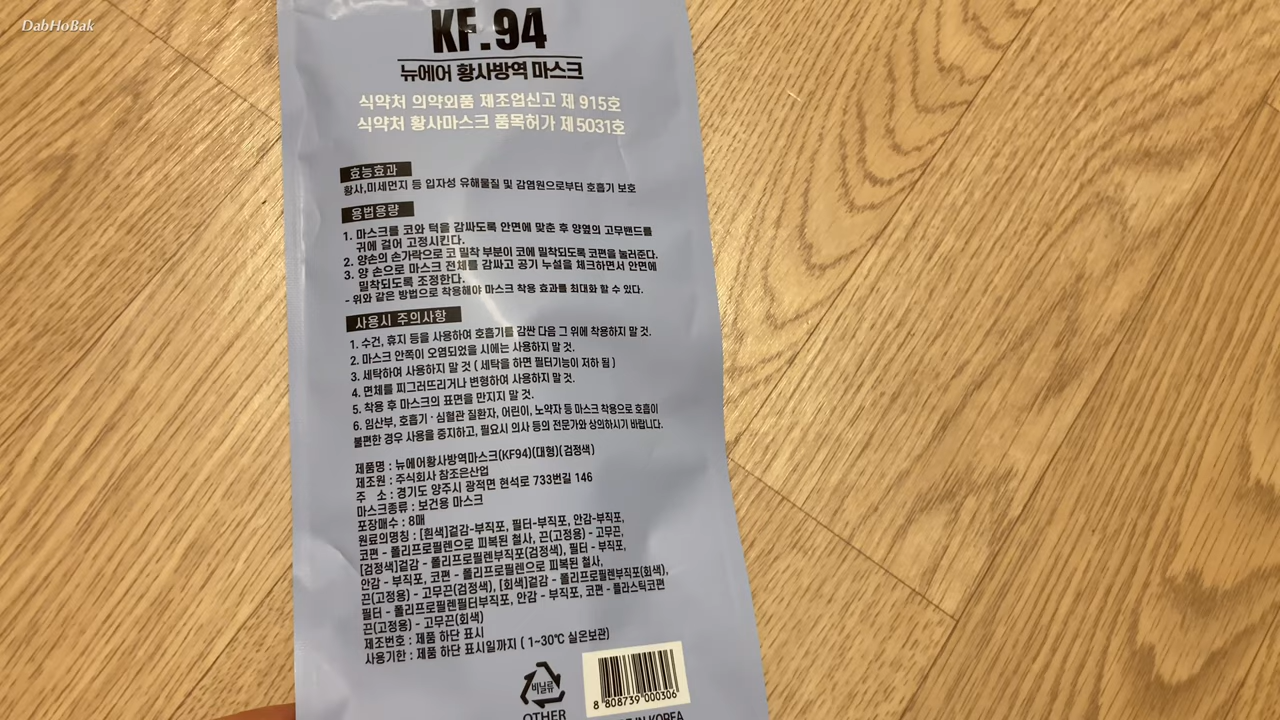 DabHoBak
KF.94
뉴에어 황사방역 마스크
식약처 의약외품 제조업신고 제 915호
식약처 황사마스크 품목허가 제5031호
효능효과
황사,미세먼지 등 입자성 유해물질 및 감염원으로부터 호흡기 보호
용법용량
1. 마스크를 코와 턱을 감싸도록 안면에 맞춘 후 양옆의 고무밴드를
귀에 걸어 고정시킨다.
2. 양손의 손가락으로 코 밀착 부분이 코에 밀착되도록 코편을 눌러준다.
3. 양 손으로 마스크 전체를 감싸고 공기 누설을 체크하면서 안면에
밀착되도록 조정한다.
- 위와 같은 방법으로 착용해야 마스크 착용 효과를 최대화 할 수 있다.
사용시 주의사항
1. 수건, 휴지 등을 사용하여 호흡기를 감싼 다음 그 위에 착용하지 말 것.
2. 마스크 안쪽이 오염되었을 시에는 사용하지 말 것.
3. 세탁하여 사용하지 말 것 ( 세탁을 하면 필터기능이 저하 됨 )
4. 면체를 찌그러뜨리거나 변형하여 사용하지 말 것.
5. 착용 후 마스크의 표면을 만지지 말 것.
6. 임산부, 호흡기 · 심혈관 질환자, 어린이, 노약자 등 마스크 착용으로 호흡이
불편한 경우 사용을 중지하고, 필요시 의사 등의 전문가와 상의하시기 바랍니다.
제품명 : 뉴에어황사방역마스크(KF94)(대형)(검정색)
제조원 : 주식회사 참조은산업
주 소 : 경기도 양주시 광적면 현석로 733번길 146
마스크종류 : 보건용 마스크
포장매수 : 8매
원료의명칭 : [흰색]겉감-부직포, 필터-부직포, 안감-부직포,
코편 - 폴리프로필렌으로 피복된 철사, 끈(고정용) - 고무끈,
[검정색]겉감 - 폴리프로필렌부직포(검정색), 필터 - 부직포,
안감 - 부직포, 코편 - 폴리프로필렌으로 피복된 철사,
끈(고정용) - 고무끈(검정색), [회색]겉감 - 폴리프로필렌부직포(회색),
필터 - 폴리프로필렌필터부직포, 안감 - 부직포, 코편 - 플라스틱코편
끈(고정용) - 고무끈(회색)
제조번호 : 제품 하단 표시
사용기한 : 제품 하단 표시일까지 ( 1~30℃ 실온보관)
비닐류
OTHER
8 808739 000306
IN KOREA